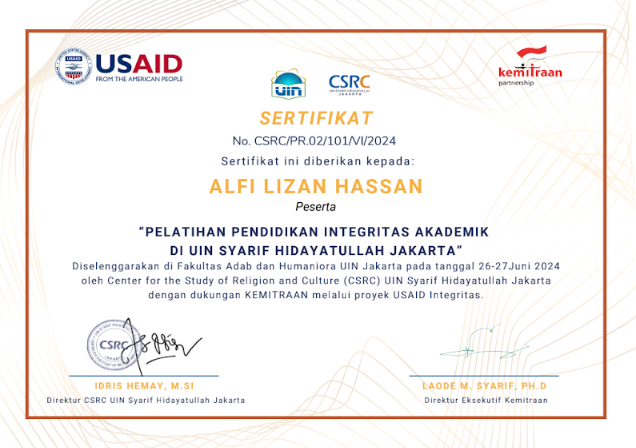 USAID
USAID
FROM THE AMERICAN PEOPLE
UIN
CSRC
JAKARTA
kemitraan
partnership
SERTIFIKAT
No. CSRC/PR.02/101/VI/2024
Sertifikat ini diberikan kepada:
ALFI LIZAN HASSAN
Peserta
“PELATIHAN PENDIDIKAN INTEGRITAS AKADEMIK
DI UIN SYARIF HIDAYATULLAH JAKARTA”
Diselenggarakan di Fakultas Adab dan Humaniora UIN Jakarta pada tanggal 26-27Juni 2024
oleh Center for the Study of Religion and Culture (CSRC) UIN Syarif Hidayatullah Jakarta
dengan dukungan KEMITRAAN melalui proyek USAID Integritas.
CSRC
IDRIS HEMAY, M.SI
Direktur CSRC UIN Syarif Hidayatullah Jakarta
LAODE M. SYARIF, PH.D
Direktur Eksekutif Kemitraan